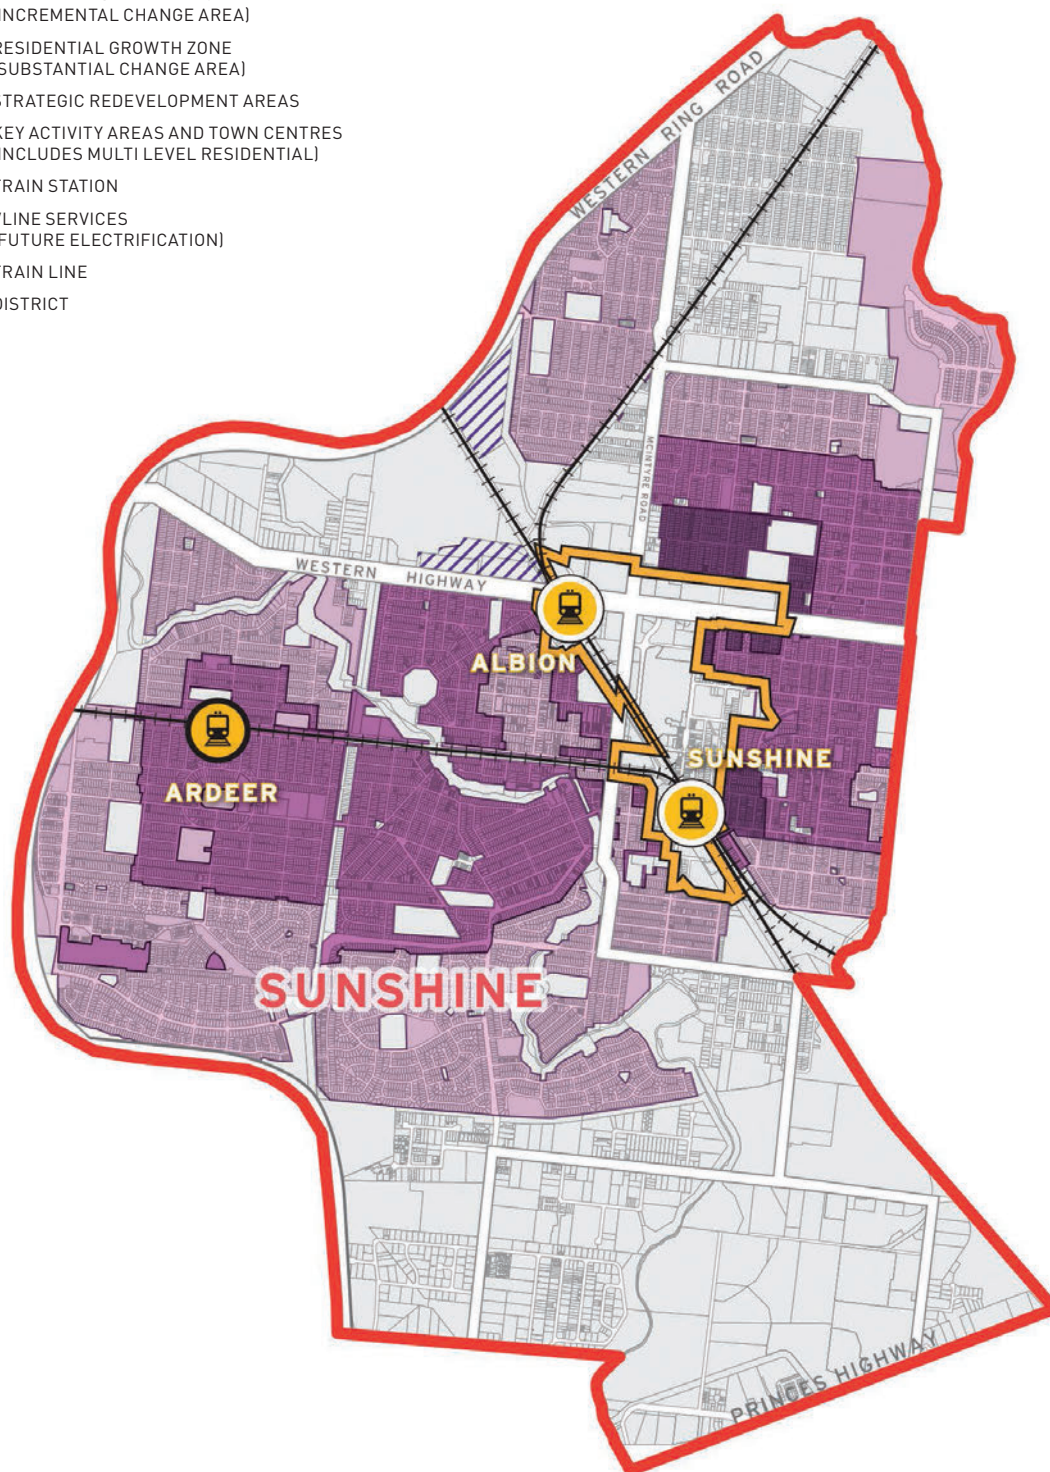 INCREMENTAL CHANGE AREA)
RESIDENTIAL GROWTH ZONE
SUBSTANTIAL CHANGE AREA)
STRATEGIC REDEVELOPMENT AREAS
KEY ACTIVITY AREAS AND TOWN CENTRES
INCLUDES MULTI LEVEL RESIDENTIAL)
TRAIN STATION
/LINE SERVICES
FUTURE ELECTRIFICATION)
TRAIN LINE
DISTRICT
WESTERN RING ROAD
MCINTYRE ROAD
WESTERN HIGHWAY
ALBION
SUNSHINE
ARDEER
SUNSHINE
PRINCES HIGHWAY